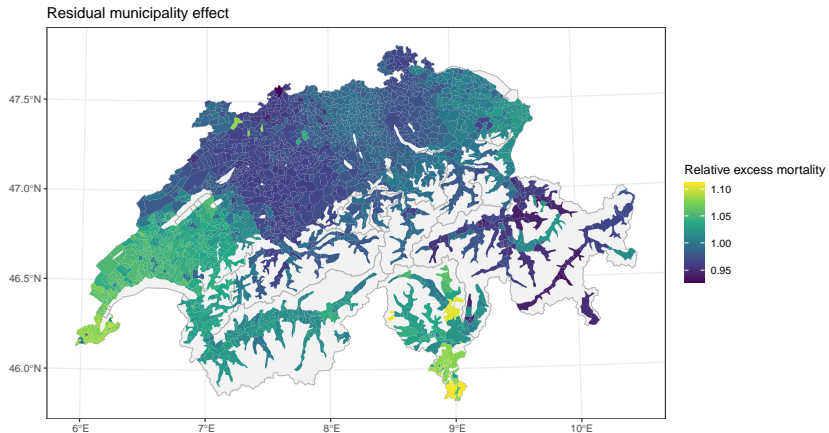 Residual municipality effect
47.5°N
47.0°N
46.5°N
46.0°N
6°E
7°E
8°E
9°E
10°E
Relative excess mortality
1.10
1.05
1.00
0.95